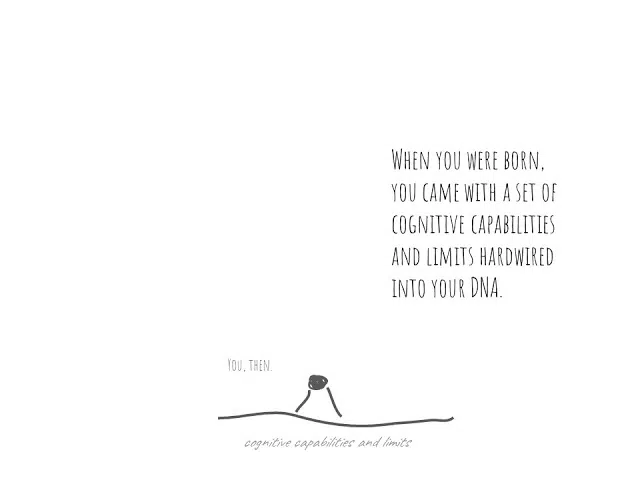 When you were born,
you came with a set of
cognitive capabilities
and limits hardwired
into your DNA.
You, then.
cognitive capabilities and limits